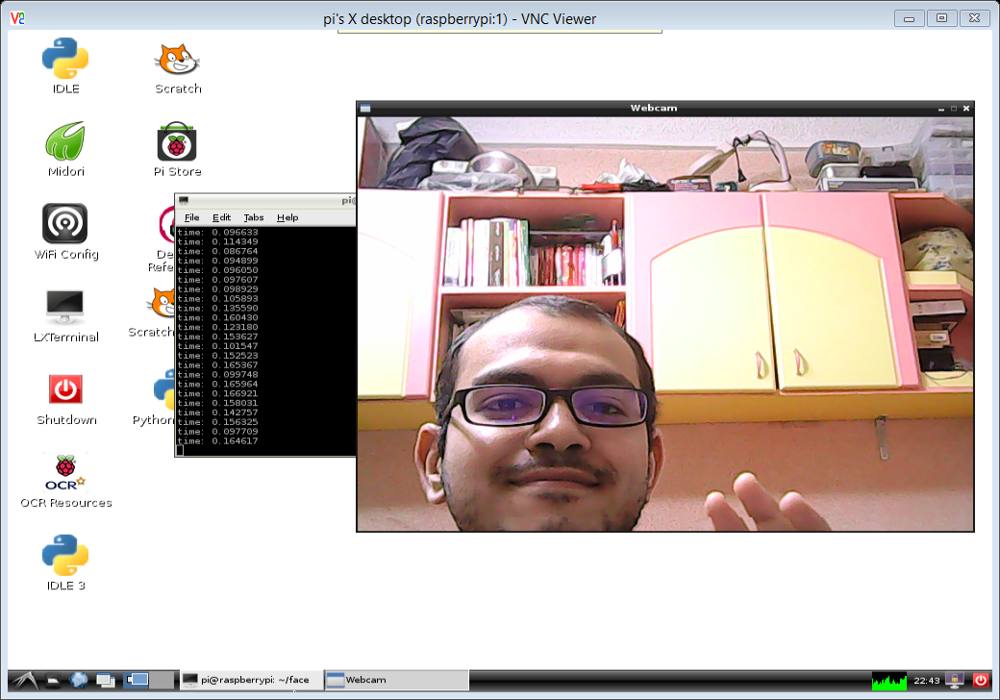 pi's X desktop (raspberrypi:1) - VNC Viewer
IDLE
Scratch
Midori
Pi Store
WiFi Config
De
Refe
LXTerminal
Scratch
Shutdown
Python
OCR
OCR Resources
IDLE 3
pi@
File Edit Tabs Help
time: 0.096633
time: 0.114349
time: 0.086764
time: 0.094899
time: 0.096050
time: 0.097607
time: 0.098929
time: 0.105893
time: 0.135590
time: 0.160430
time: 0.123180
time: 0.153627
time: 0.101547
time: 0.152523
time: 0.165367
time: 0.099748
time: 0.165964
time: 0.166921
time: 0.158031
time: 0.142757
time: 0.156325
time: 0.097709
time: 0.164617
Webcam
pi@raspberrypi: ~/face
Webcam
22:43